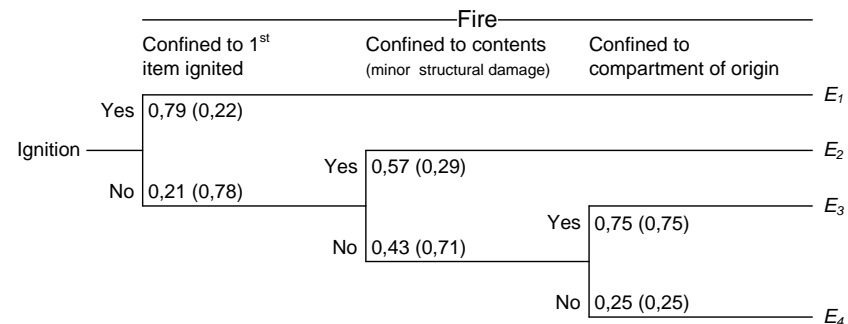 Fire
Confined to 1st
item ignited
Confined to contents
(minor structural damage)
Confined to
compartment of origin
E1
Yes 0,79 (0,22)
Ignition
E2
Yes 0,57 (0,29)
No 0,21 (0,78)
E3
Yes 0,75 (0,75)
No 0,43 (0,71)
No 0,25 (0,25)
E4